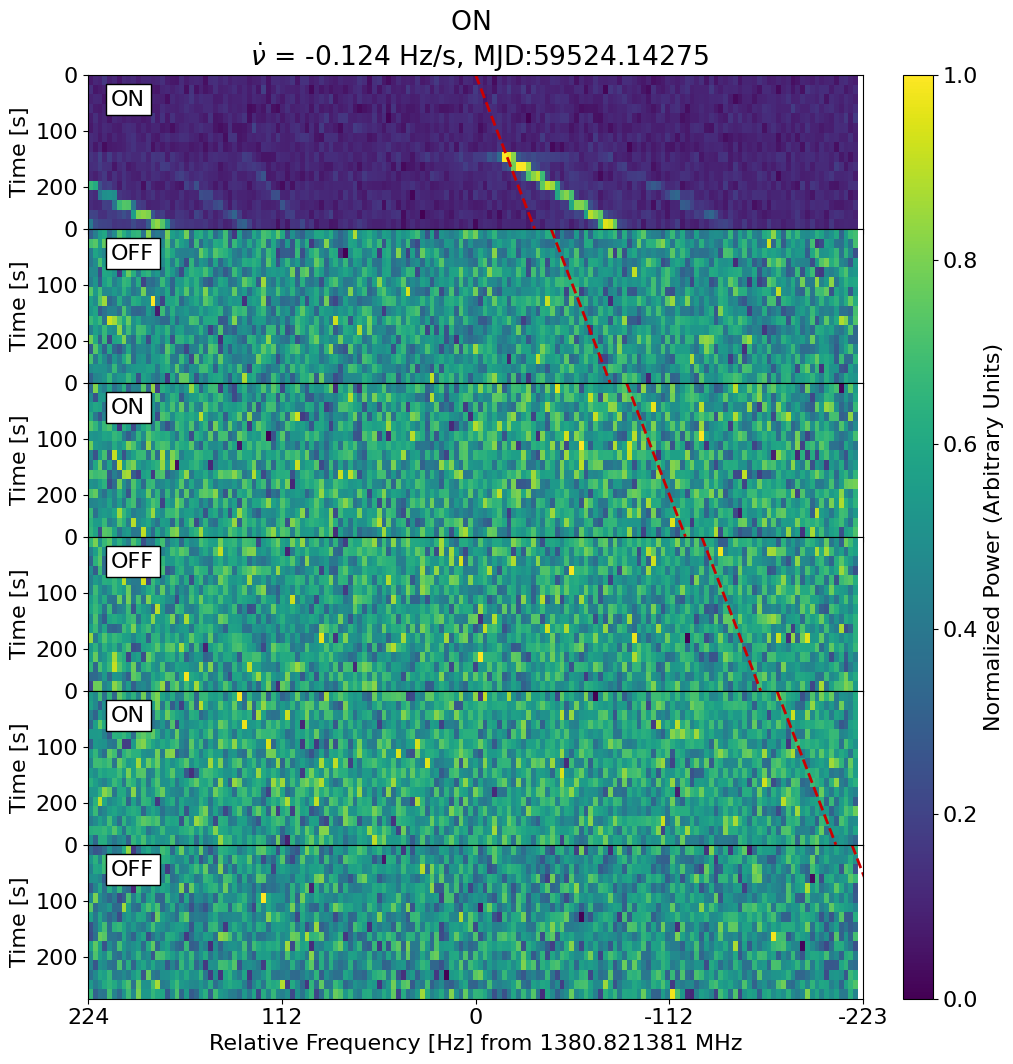 ON
ν̇ = -0.124 Hz/s, MJD:59524.14275
0
ON
100
200
Time [s]
0
OFF
100
200
Time [s]
0
ON
100
200
Time [s]
0
OFF
100
200
Time [s]
0
ON
100
200
Time [s]
0
OFF
100
200
Time [s]
224 112 0 -112 -223
Relative Frequency [Hz] from 1380.821381 MHz
1.0
0.8
0.6
0.4
0.2
0.0
Normalized Power (Arbitrary Units)